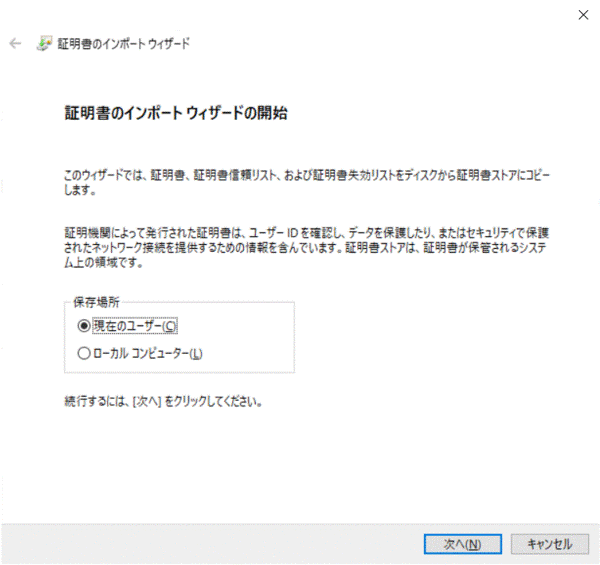 証明書のインポート ウィザード
証明書のインポート ウィザードの開始
このウィザードでは、証明書、証明書信頼リスト、および証明書失効リストをディスクから証明書ストアにコピー
します。
証明機関によって発行された証明書は、ユーザー ID を確認し、データを保護したり、またはセキュリティで保護
されたネットワーク接続を提供するための情報を含んでいます。証明書ストアは、証明書が保管されるシステ
ム上の領域です。
保存場所
現在のユーザー(C)
ローカル コンピューター(L)
続行するには、[次へ] をクリックしてください。
次へ(N)
キャンセル